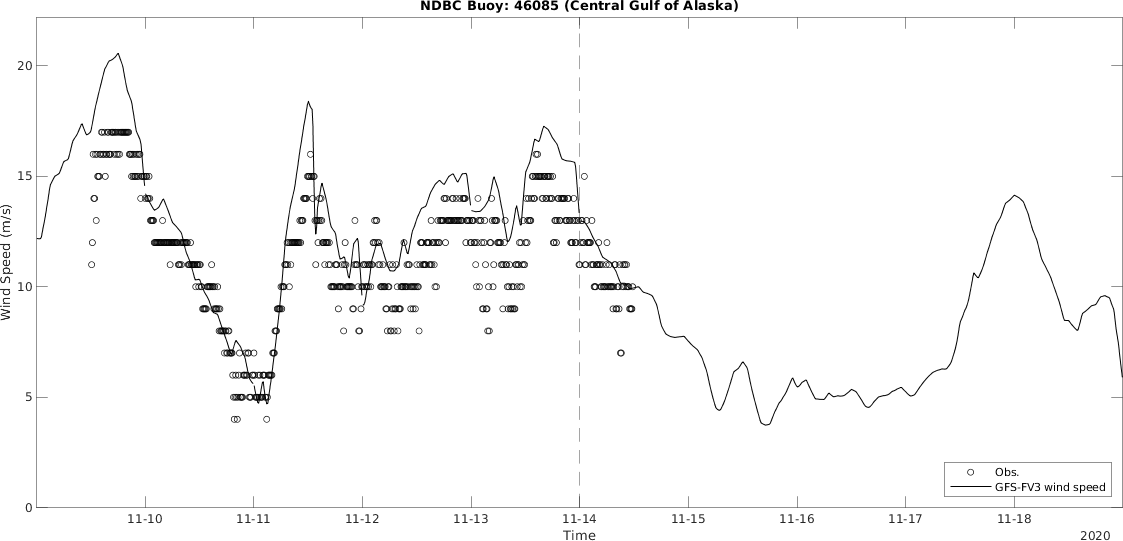 NDBC Buoy: 46085 (Central Gulf of Alaska)
20
15
10
5
0
Wind Speed (m/s)
11-10 11-11 11-12 11-13 11-14 11-15 11-16 11-17 11-18
Time
2020
Obs.
GFS-FV3 wind speed